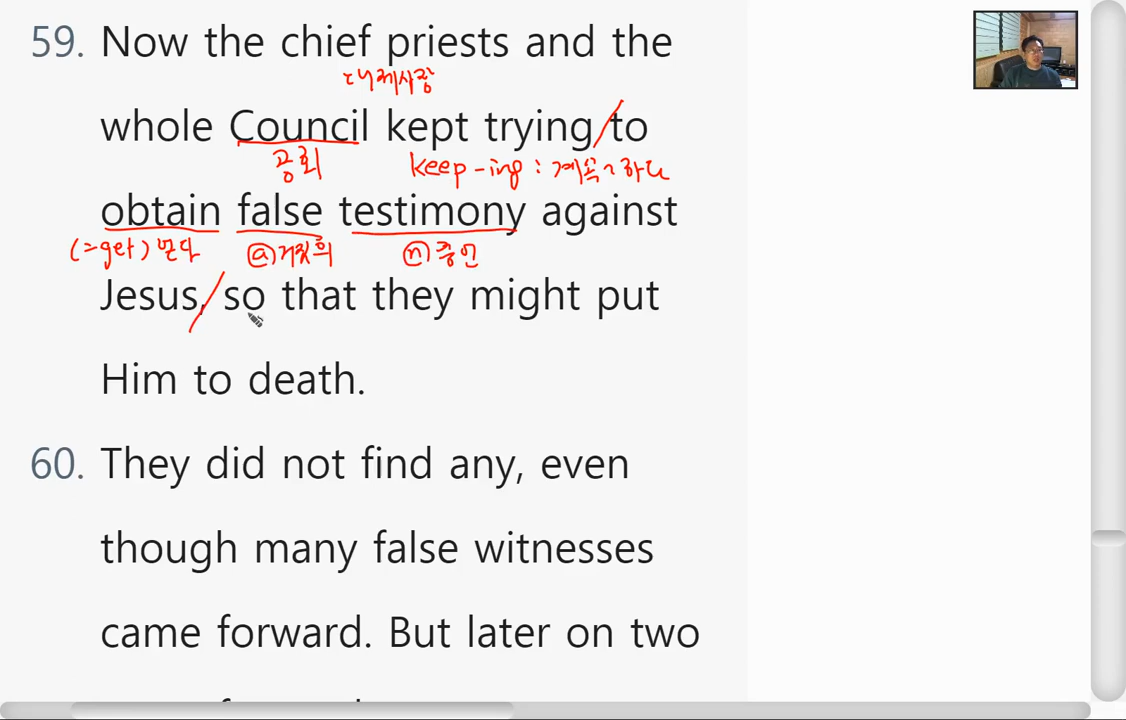 59. Now the chief priests and the
대제사장
whole Council kept trying/to
공회 keep -ing : 계속~하다
obtain false testimony against
(=get) 얻다 ⓐ거짓의 ⓝ증언
Jesus,/so that they might put
Him to death.
60. They did not find any, even
though many false witnesses
came forward. But later on two